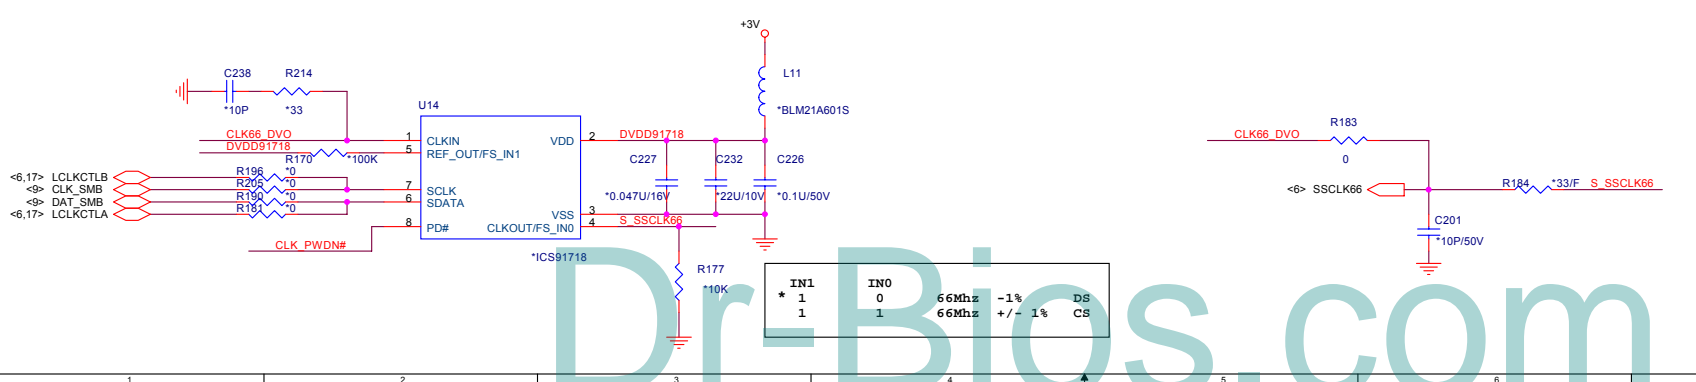 +3V
C238 R214 L11
*10P *33 *BLM21A601S
U14
R183
CLK66_DVO 1 CLKIN VDD 2 DVDD91718 CLK66_DVO
DVDD91718 5 REF_OUT/FS_IN1
R170 *100K C227 C232 C226 0
<6,17> LCLKCTLB R196 *0
<9> CLK_SMB R205 *0 7 SCLK <6> SSCLK66 R184 *33/F S_SSCLK66
<9> DAT_SMB R190 *0 6 SDATA *0.047U/16V *22U/10V *0.1U/50V
<6,17> LCLKCTLA R181 *0 VSS 3
8 PD# CLKOUT/FS_IN0 4 S_SSCLK66 C201
CLK_PWDN# *10P/50V
*ICS91718
R177
*10K
IN1 IN0
* 1 0 66Mhz -1% DS
1 1 66Mhz +/- 1% CS
Dr-Bios.com
1 2 3 4 5 6